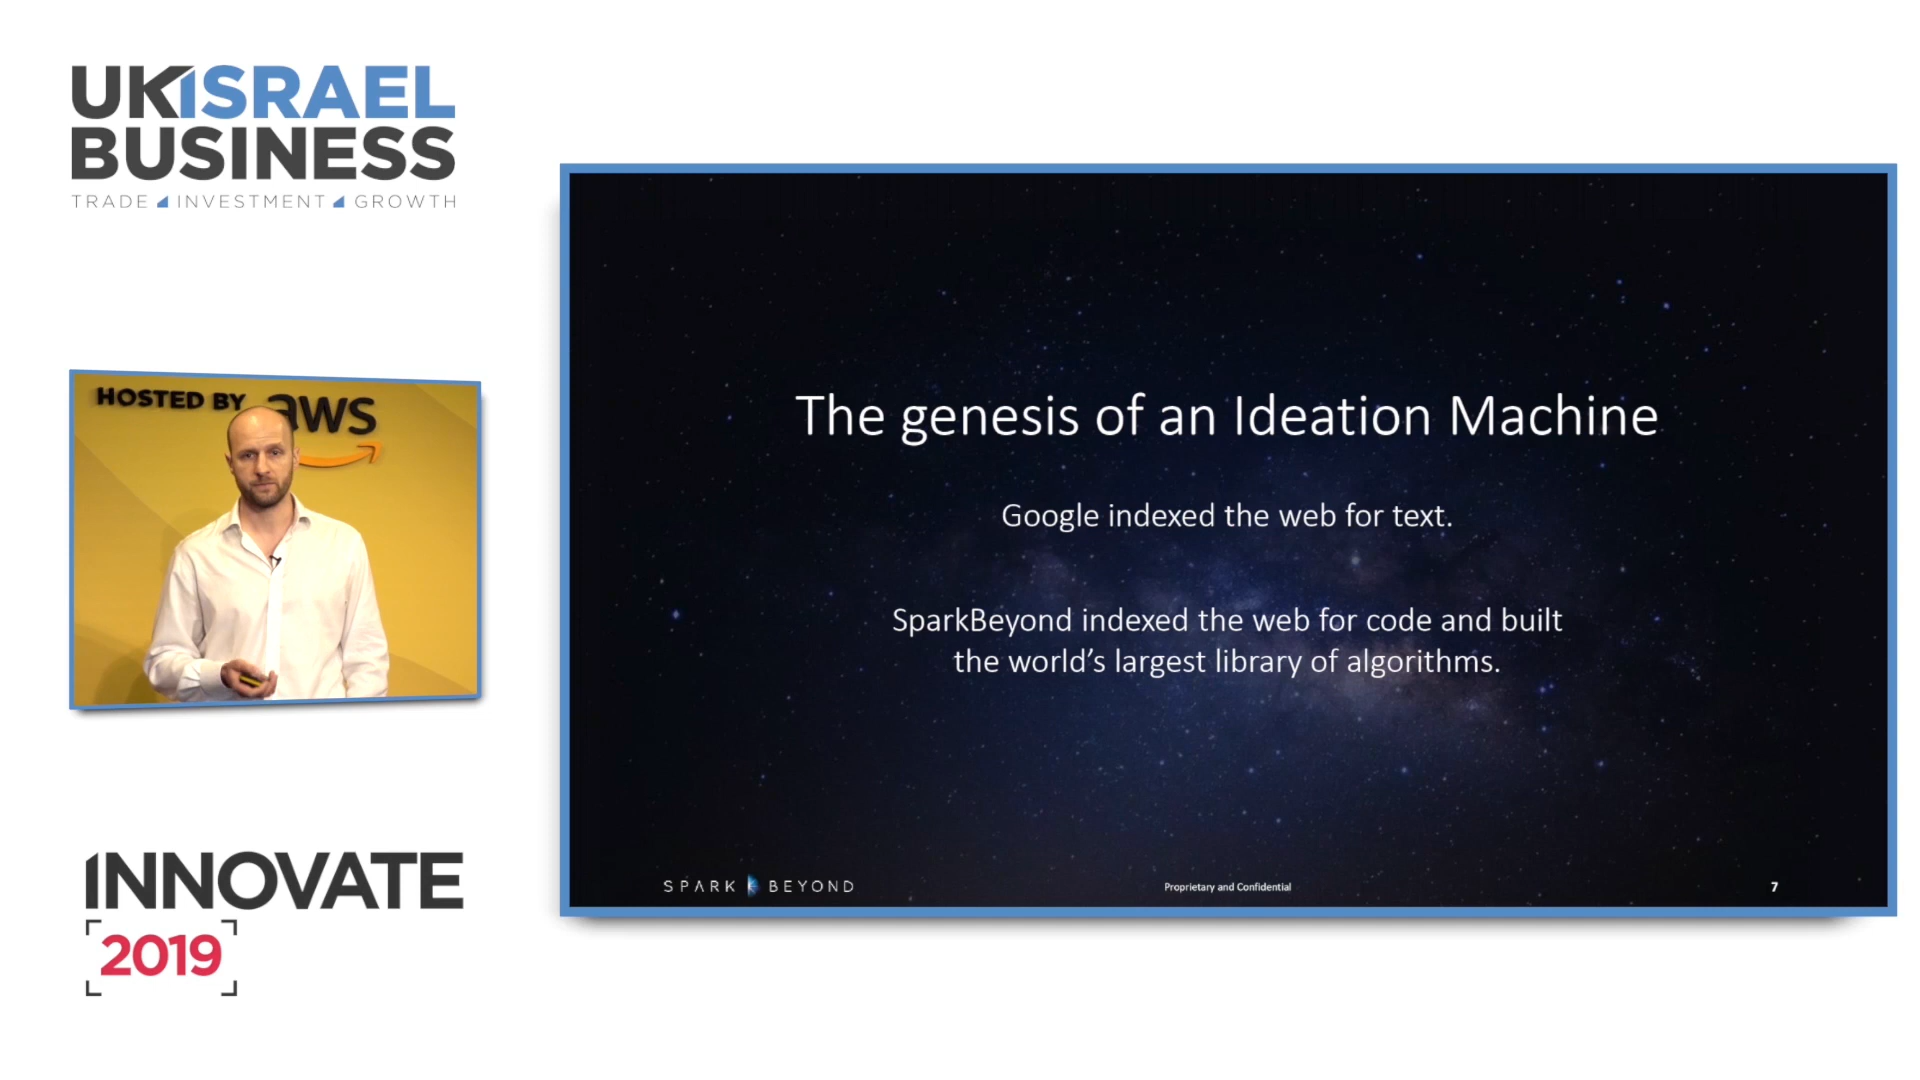 UKISRAEL
BUSINESS
TRADE INVESTMENT GROWTH
HOSTED BY aws
INNOVATE
2019
The genesis of an Ideation Machine
Google indexed the web for text.
SparkBeyond indexed the web for code and built
the world’s largest library of algorithms.
SPARK BEYOND
Proprietary and Confidential
7